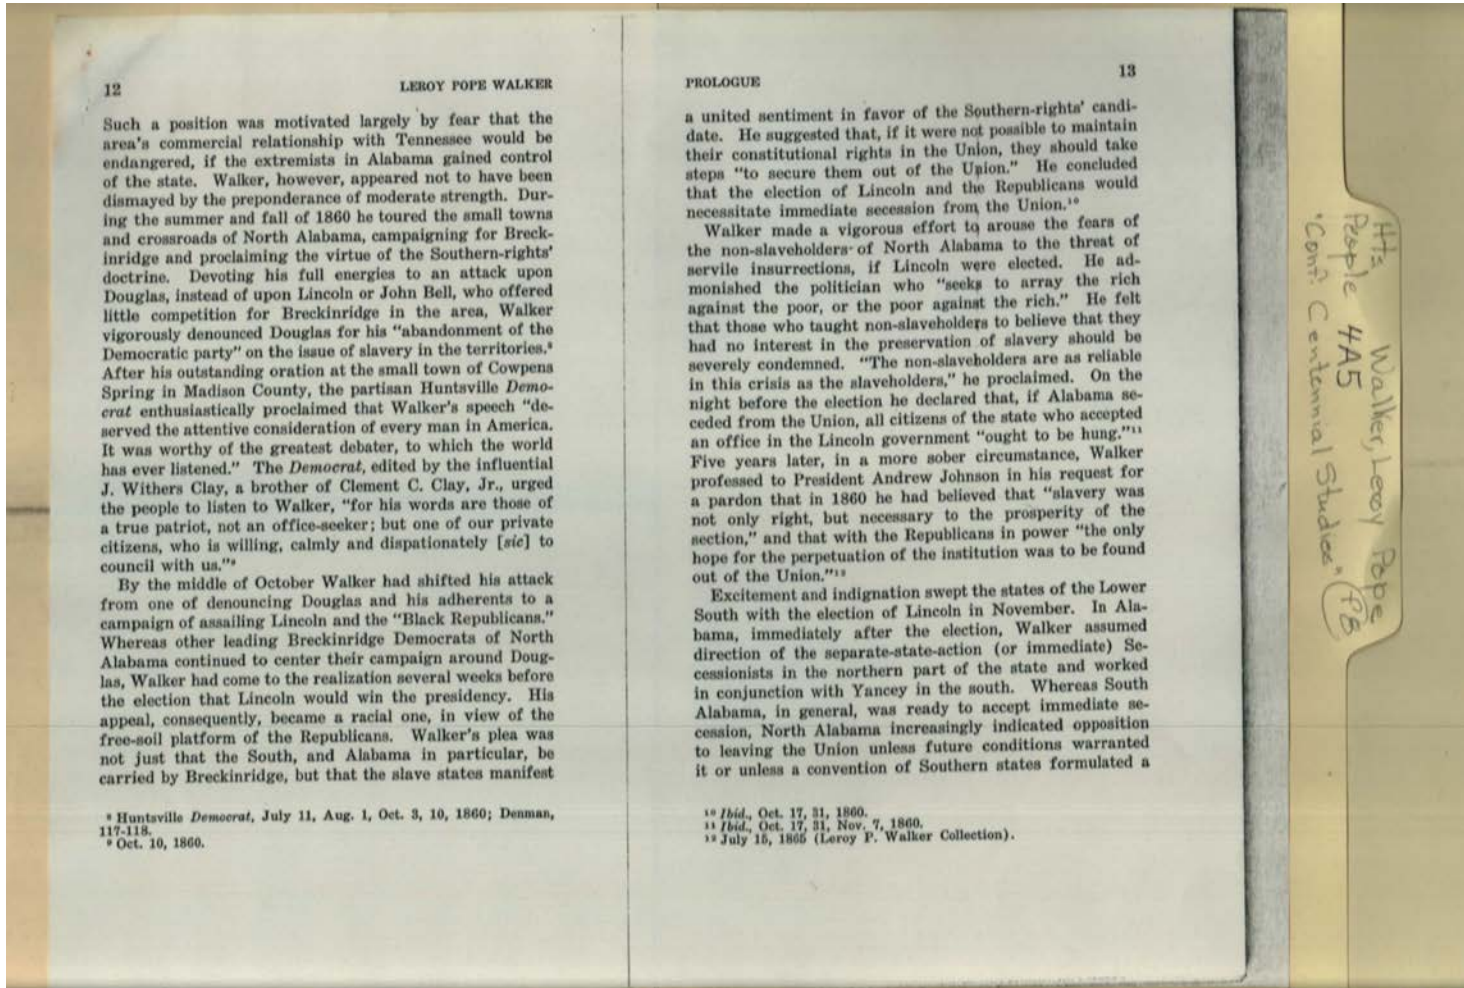 12 LEROY POPE WALKER
Such a position was motivated largely by fear that the
area's commercial relationship with Tennessee would be
endangered, if the extremists in Alabama gained control
of the state. Walker, however, appeared not to have been
dismayed by the preponderance of moderate strength. Dur-
ing the summer and fall of 1860 he toured the small towns
and crossroads of North Alabama, campaigning for Breck-
inridge and proclaiming the virtue of the Southern-rights'
doctrine. Devoting his full energies to an attack upon
Douglas, instead of upon Lincoln or John Bell, who offered
little competition for Breckinridge in the area, Walker
vigorously denounced Douglas for his "abandonment of the
Democratic party" on the issue of slavery in the territories.⁸
After his outstanding oration at the small town of Cowpens
Spring in Madison County, the partisan Huntsville Demo-
crat enthusiastically proclaimed that Walker's speech "de-
served the attentive consideration of every man in America.
It was worthy of the greatest debater, to which the world
has ever listened." The Democrat, edited by the influential
J. Withers Clay, a brother of Clement C. Clay, Jr., urged
the people to listen to Walker, "for his words are those of
a true patriot, not an office-seeker; but one of our private
citizens, who is willing, calmly and dispationately [sic] to
council with us."⁹
By the middle of October Walker had shifted his attack
from one of denouncing Douglas and his adherents to a
campaign of assailing Lincoln and the "Black Republicans."
Whereas other leading Breckinridge Democrats of North
Alabama continued to center their campaign around Doug-
las, Walker had come to the realization several weeks before
the election that Lincoln would win the presidency. His
appeal, consequently, became a racial one, in view of the
free-soil platform of the Republicans. Walker's plea was
not just that the South, and Alabama in particular, be
carried by Breckinridge, but that the slave states manifest
⁸ Huntsville Democrat, July 11, Aug. 1, Oct. 3, 10, 1860; Denman,
117-118.
⁹ Oct. 10, 1860.
PROLOGUE 13
a united sentiment in favor of the Southern-rights' candi-
date. He suggested that, if it were not possible to maintain
their constitutional rights in the Union, they should take
steps "to secure them out of the Union." He concluded
that the election of Lincoln and the Republicans would
necessitate immediate secession from the Union.¹⁰
Walker made a vigorous effort to arouse the fears of
the non-slaveholders of North Alabama to the threat of
servile insurrections, if Lincoln were elected. He ad-
monished the politician who "seeks to array the rich
against the poor, or the poor against the rich." He felt
that those who taught non-slaveholders to believe that they
had no interest in the preservation of slavery should be
severely condemned. "The non-slaveholders are as reliable
in this crisis as the slaveholders," he proclaimed. On the
night before the election he declared that, if Alabama se-
ceded from the Union, all citizens of the state who accepted
an office in the Lincoln government "ought to be hung."¹¹
Five years later, in a more sober circumstance, Walker
professed to President Andrew Johnson in his request for
a pardon that in 1860 he had believed that "slavery was
not only right, but necessary to the prosperity of the
section," and that with the Republicans in power "the only
hope for the perpetuation of the institution was to be found
out of the Union."¹²
Excitement and indignation swept the states of the Lower
South with the election of Lincoln in November. In Ala-
bama, immediately after the election, Walker assumed
direction of the separate-state-action (or immediate) Se-
cessionists in the northern part of the state and worked
in conjunction with Yancey in the south. Whereas South
Alabama, in general, was ready to accept immediate se-
cession, North Alabama increasingly indicated opposition
to leaving the Union unless future conditions warranted
it or unless a convention of Southern states formulated a
¹⁰ Ibid., Oct. 17, 31, 1860.
¹¹ Ibid., Oct. 17, 31, Nov. 7, 1860.
¹² July 15, 1865 (Leroy P. Walker Collection).
Hts Walker, Leroy Pope
People 4A5
"Conf. Centennial Studies" P8